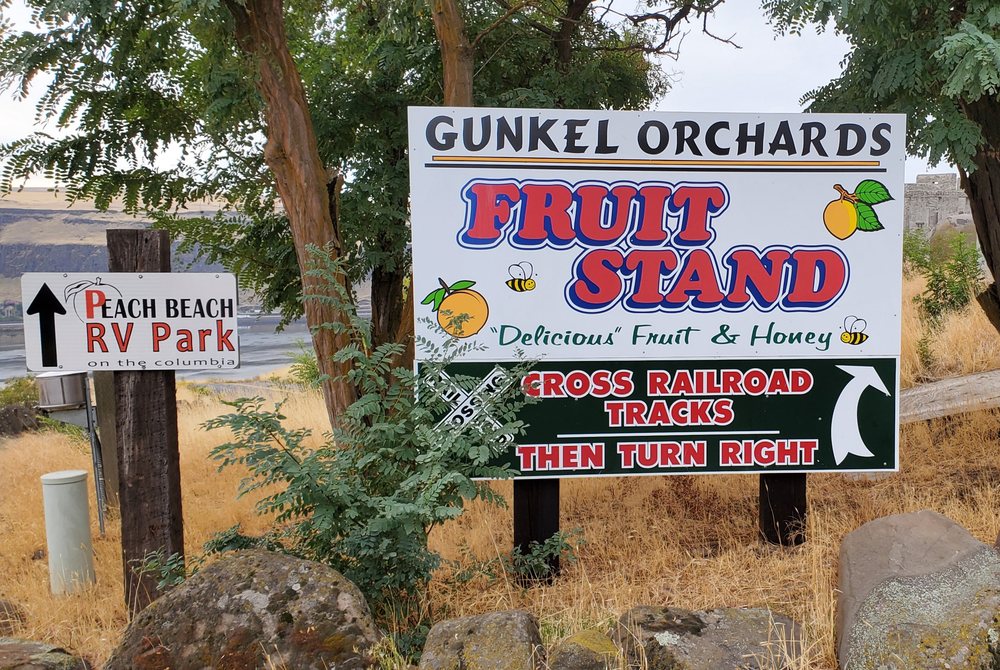 GUNKEL ORCHARDS
FRUIT
STAND
"Delicious" Fruit & Honey
CROSS RAILROAD
TRACKS
THEN TURN RIGHT
PEACH BEACH
RV PARK
on the columbia